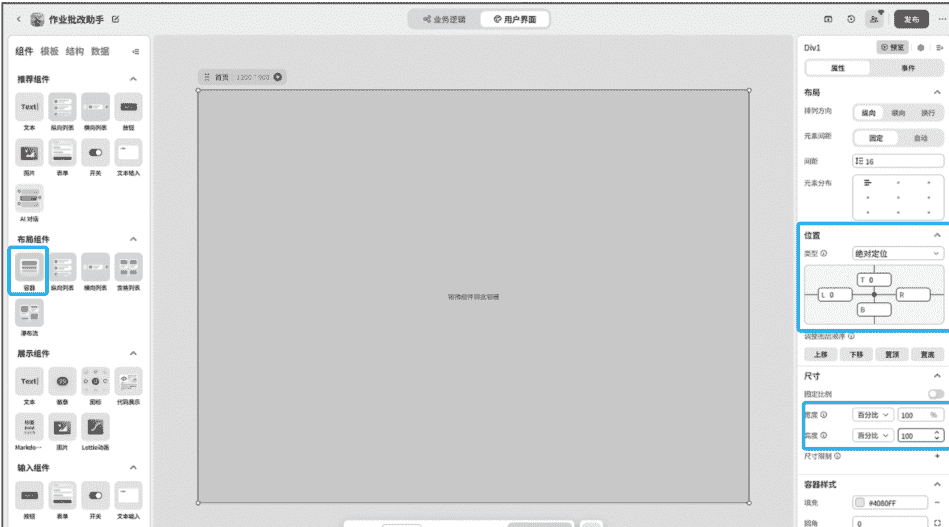 作业批改助手
业务逻辑 用户界面
发布
组件 模板 结构 数据
推荐组件
Text|
文本 纵向列表 横向列表 按钮
图片 表单 开关 文本输入
AI 对话
布局组件
容器 纵向列表 横向列表 宫格列表
瀑布流
展示组件
Text|
文本 徽章 图标 代码展示
Markdo··· 图片 Lottie动画
输入组件
按钮 表单 开关 文本输入
首页 1200 * 900
拖拽组件到此容器
Div1 预览
属性 事件
布局
排列方向 纵向 横向 换行
元素间距 固定 自动
间距 16
元素分布
位置
类型 绝对定位
T 0
L 0 R
B
调整图层顺序
上移 下移 置顶 置底
尺寸
固定比例
宽度 百分比 100 %
高度 百分比 100
尺寸限制
容器样式
填充 #4080FF
圆角 0